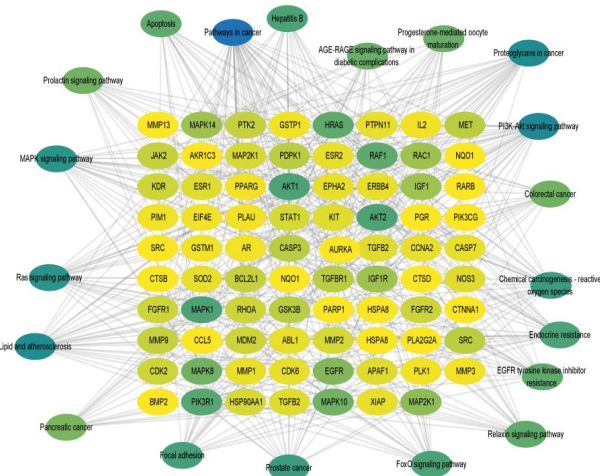 Hepatitis B
Apoptosis
Pathways in cancer
Progesterone-mediated oocyte
maturation
AGE-RAGE signaling pathway in
diabetic complications
Proteoglycans in cancer
Prolactin signaling pathway
MMP13 MAPK14 PTK2 GSTP1 HRAS PTPN11 IL2 MET
PI3K-Akt signaling pathway
MAPK signaling pathway
JAK2 AKR1C3 MAP2K1 PDPK1 ESR2 RAF1 RAC1 NQO1
KDR ESR1 PPARG AKT1 EPHA2 ERBB4 IGF1 RARB
Colorectal cancer
PIM1 EIF4E PLAU STAT1 KIT AKT2 PGR PIK3CG
SRC GSTM1 AR CASP3 AURKA TGFB2 CCNA2 CASP7
Ras signaling pathway
CTSB SOD2 BCL2L1 NQO1 TGFBR1 IGF1R CTSD NOS3
Chemical carcinogenesis - reactive
oxygen species
FGFR1 MAPK1 RHOA GSK3B PARP1 HSPA8 FGFR2 CTNNA1
Endocrine resistance
Lipid and atherosclerosis
MMP9 CCL5 MDM2 ABL1 MMP2 HSPA8 PLA2G2A SRC
CDK2 MAPK8 MMP1 CDK6 EGFR APAF1 PLK1 MMP3
EGFR tyrosine kinase inhibitor
resistance
BMP2 PIK3R1 HSP90AA1 TGFB2 MAPK10 XIAP MAP2K1
Pancreatic cancer
Relaxin signaling pathway
Focal adhesion
Prostate cancer
FoxO signaling pathway